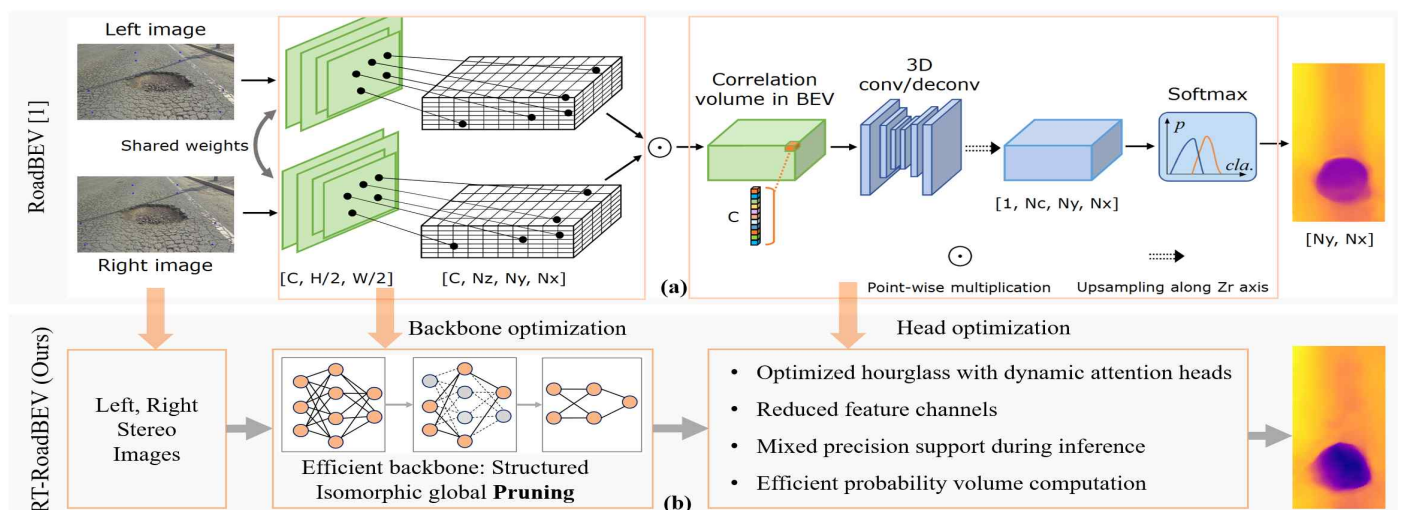 RoadBEV [1]
Left image
Shared weights
Right image
[C, H/2, W/2]
[C, Nz, Ny, Nx]
(a)
Correlation
volume in BEV
C
3D
conv/deconv
[1, Nc, Ny, Nx]
Softmax
p
cla.
[Ny, Nx]
Point-wise multiplication
Upsampling along Zr axis
RT-RoadBEV (Ours)
Backbone optimization
Head optimization
Left, Right
Stereo
Images
Efficient backbone: Structured
Isomorphic global Pruning
(b)
• Optimized hourglass with dynamic attention heads
• Reduced feature channels
• Mixed precision support during inference
• Efficient probability volume computation